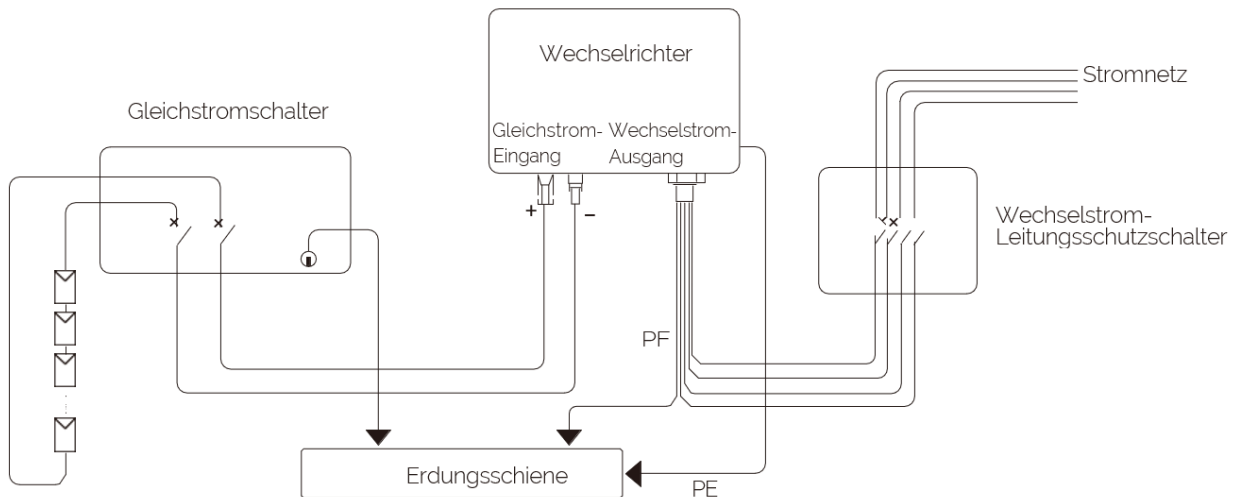 Wechselrichter
Stromnetz
Gleichstromschalter
Gleichstrom-
Eingang
Wechselstrom-
Ausgang
+
−
Wechselstrom-
Leitungsschutzschalter
PF
Erdungsschiene
PE